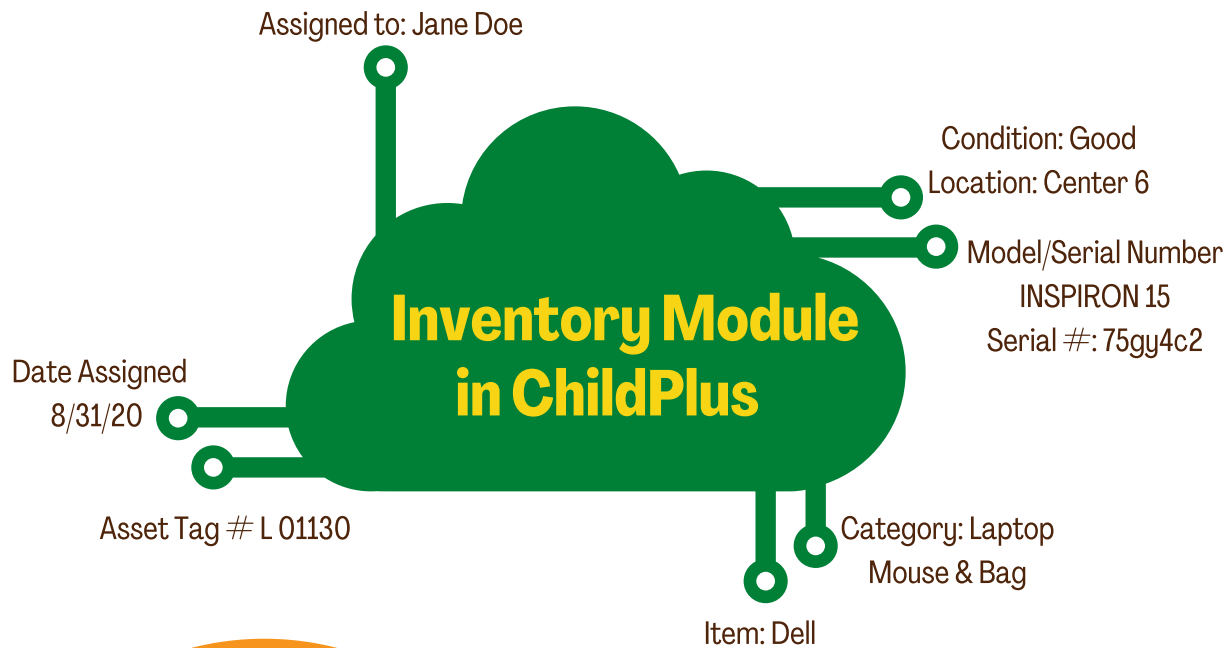 Assigned to: Jane Doe
Condition: Good
Location: Center 6
Model/Serial Number
INSPIRON 15
Serial #: 75gy4c2
Inventory Module
in ChildPlus
Date Assigned
8/31/20
Asset Tag # L 01130
Category: Laptop
Mouse & Bag
Item: Dell